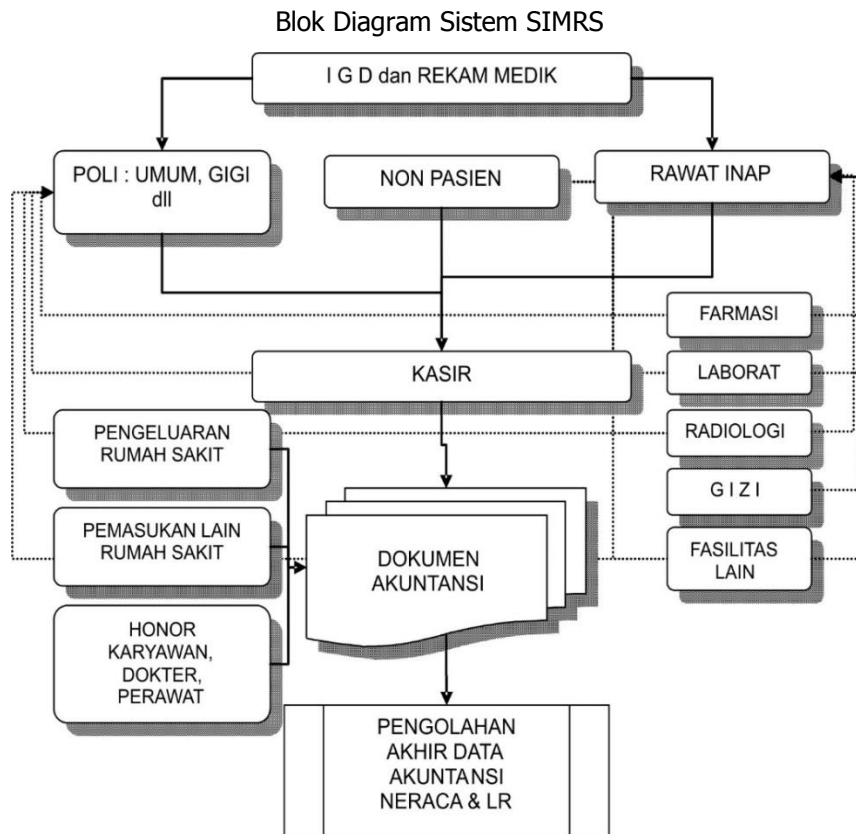 Blok Diagram Sistem SIMRS
I G D dan REKAM MEDIK
POLI : UMUM, GIGI
dll
NON PASIEN
RAWAT INAP
FARMASI
KASIR
LABORAT
PENGELUARAN
RUMAH SAKIT
RADIOLOGI
G I Z I
PEMASUKAN LAIN
RUMAH SAKIT
DOKUMEN
AKUNTANSI
FASILITAS
LAIN
HONOR
KARYAWAN,
DOKTER,
PERAWAT
PENGOLAHAN
AKHIR DATA
AKUNTANSI
NERACA & LR